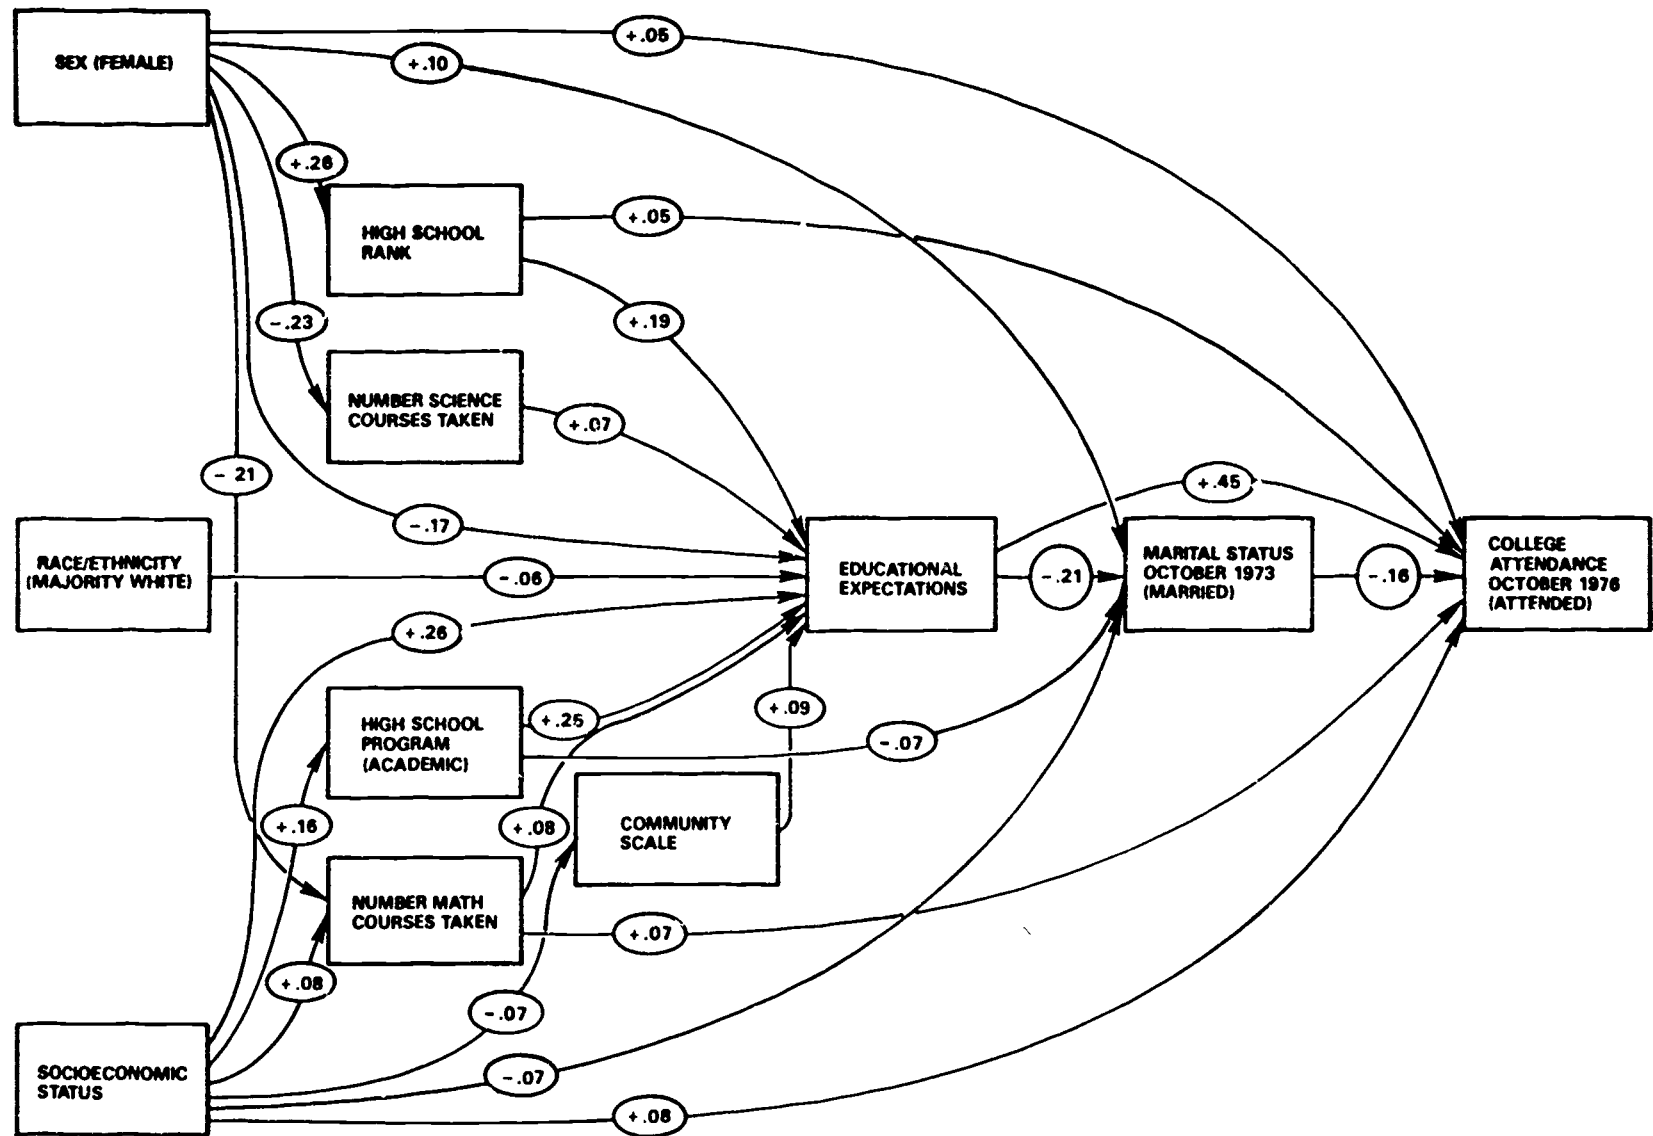 SEX (FEMALE)
+.05
+.10
+.26
HIGH SCHOOL
RANK
+.05
+.19
-.23
NUMBER SCIENCE
COURSES TAKEN
+.07
- 21
-.17
+.45
RACE/ETHNICITY
(MAJORITY WHITE)
-.06
EDUCATIONAL
EXPECTATIONS
-.21
MARITAL STATUS
OCTOBER 1973
(MARRIED)
-.16
COLLEGE
ATTENDANCE
OCTOBER 1976
(ATTENDED)
+.26
HIGH SCHOOL
PROGRAM
(ACADEMIC)
+.25
+.09
-.07
+.16
+.08
COMMUNITY
SCALE
NUMBER MATH
COURSES TAKEN
+.07
+.08
-.07
SOCIOECONOMIC
STATUS
-.07
+.08